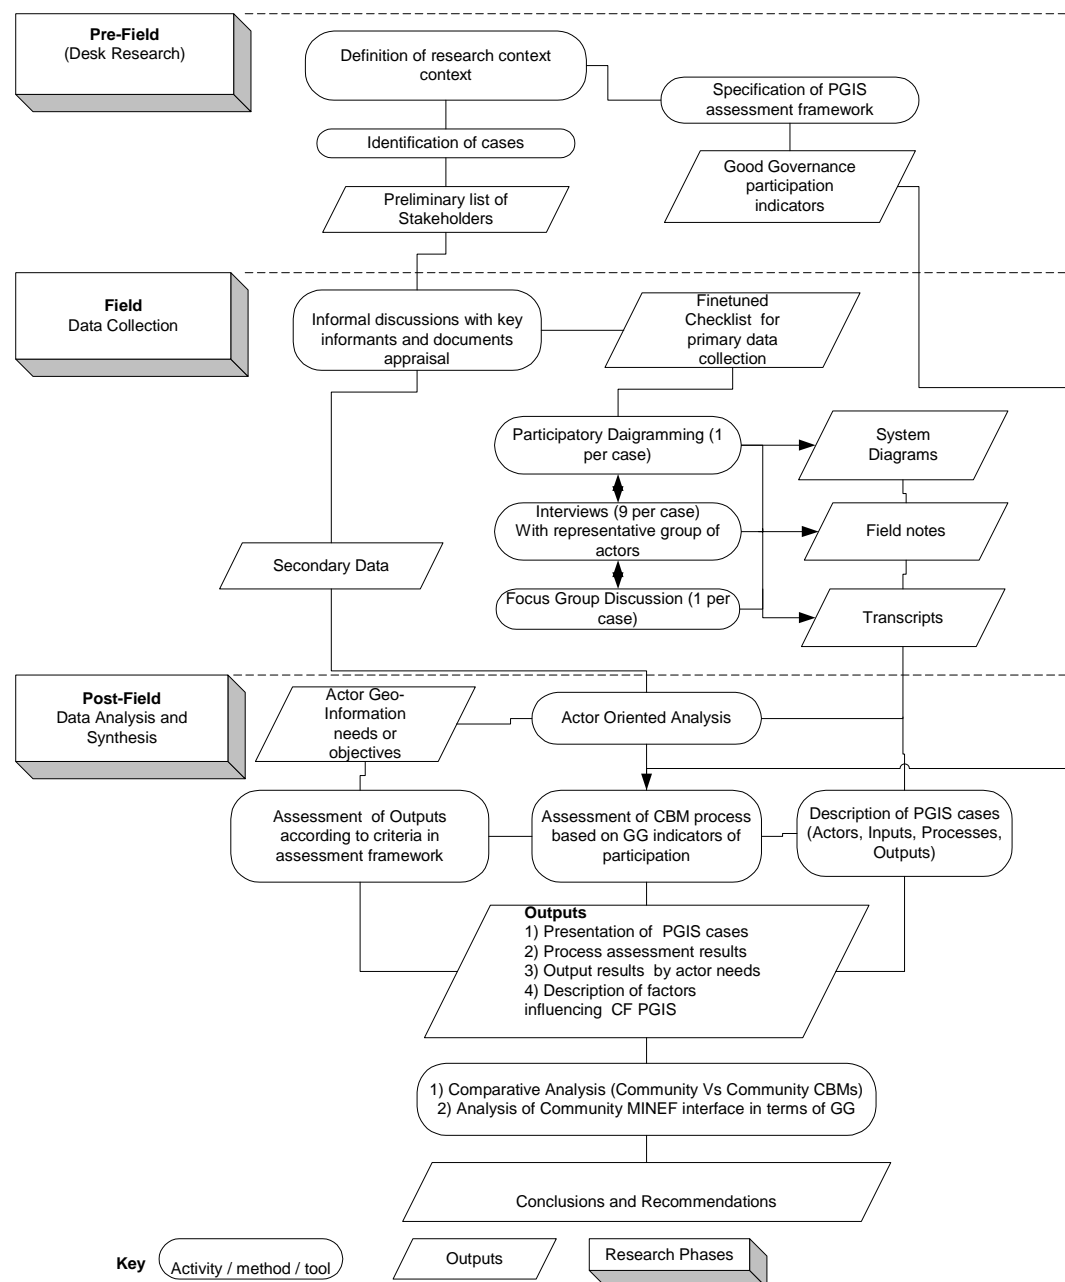 Pre-Field
(Desk Research)
Definition of research context
context
Specification of PGIS
assessment framework
Identification of cases
Good Governance
participation
indicators
Preliminary list of
Stakeholders
Field
Data Collection
Informal discussions with key
informants and documents
appraisal
Finetuned
Checklist for
primary data
collection
Participatory Daigramming (1
per case)
System
Diagrams
Interviews (9 per case)
With representative group of
actors
Field notes
Secondary Data
Focus Group Discussion (1 per
case)
Transcripts
Post-Field
Data Analysis and
Synthesis
Actor Geo-
Information
needs or
objectives
Actor Oriented Analysis
Assessment of Outputs
according to criteria in
assessment framework
Assessment of CBM process
based on GG indicators of
participation
Description of PGIS cases
(Actors, Inputs, Processes,
Outputs)
Outputs
1) Presentation of PGIS cases
2) Process assessment results
3) Output results by actor needs
4) Description of factors
influencing CF PGIS
1) Comparative Analysis (Community Vs Community CBMs)
2) Analysis of Community MINEF interface in terms of GG
Conclusions and Recommendations
Key
Activity / method / tool
Outputs
Research Phases